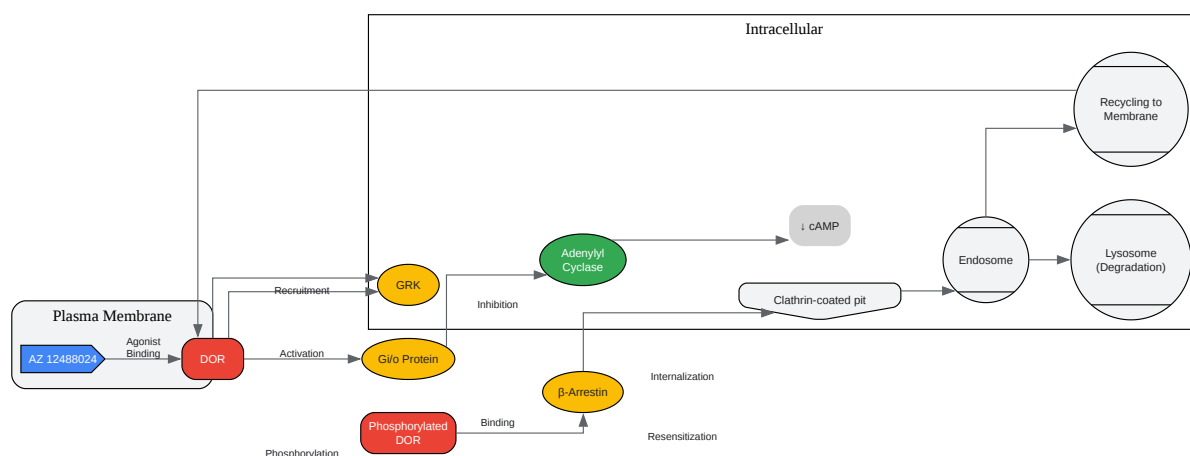 Intracellular
Recycling to
Membrane
↓ cAMP
Adenylyl
Cyclase
Endosome
Lysosome
(Degradation)
GRK
Recruitment
Inhibition
Clathrin-coated pit
Plasma Membrane
AZ 12488024
Agonist
Binding
DOR
Activation
Gi/o Protein
Internalization
β-Arrestin
Phosphorylated
DOR
Binding
Resensitization
Phosphorylation